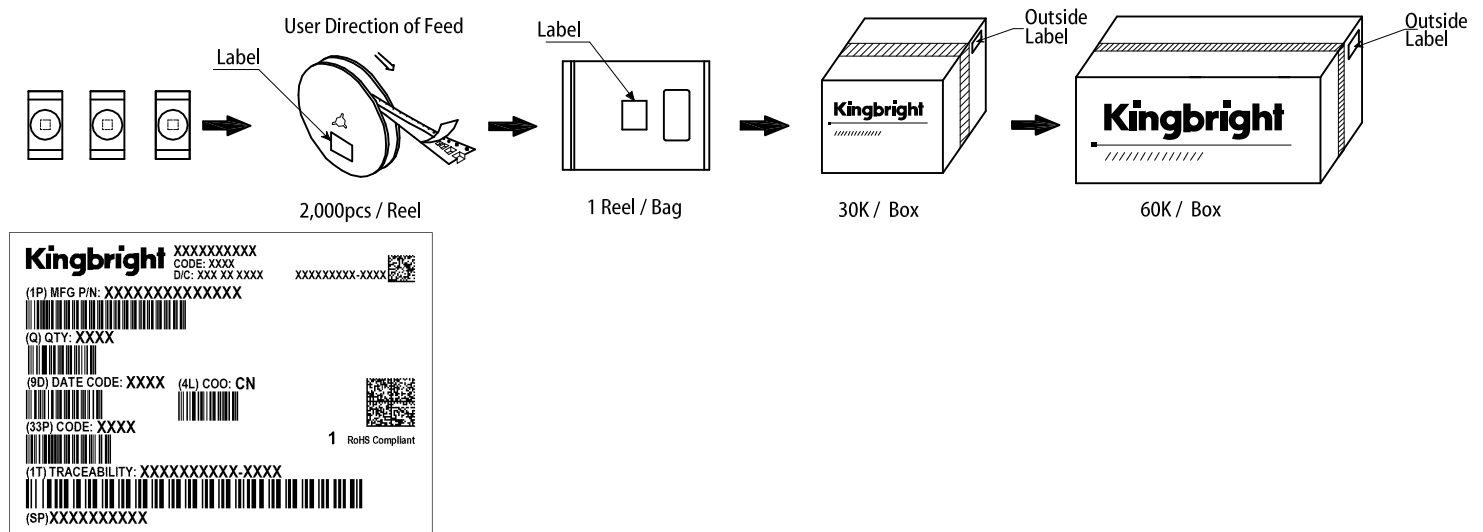 User Direction of Feed
Label
Label
Outside
Label
Outside
Label
Kingbright
Kingbright
2,000pcs / Reel
1 Reel / Bag
30K / Box
60K / Box
Kingbright
XXXXXXXXXX
CODE: XXXX
D/C: XXX XX XXXX
XXXXXXXXX-XXXX
(1P) MFG P/N: XXXXXXXXXXXXXX
(Q) QTY: XXXX
(9D) DATE CODE: XXXX
(4L) COO: CN
(33P) CODE: XXXX
1
RoHS Compliant
(1T) TRACEABILITY: XXXXXXXXXX-XXXX
(SP)XXXXXXXXXX